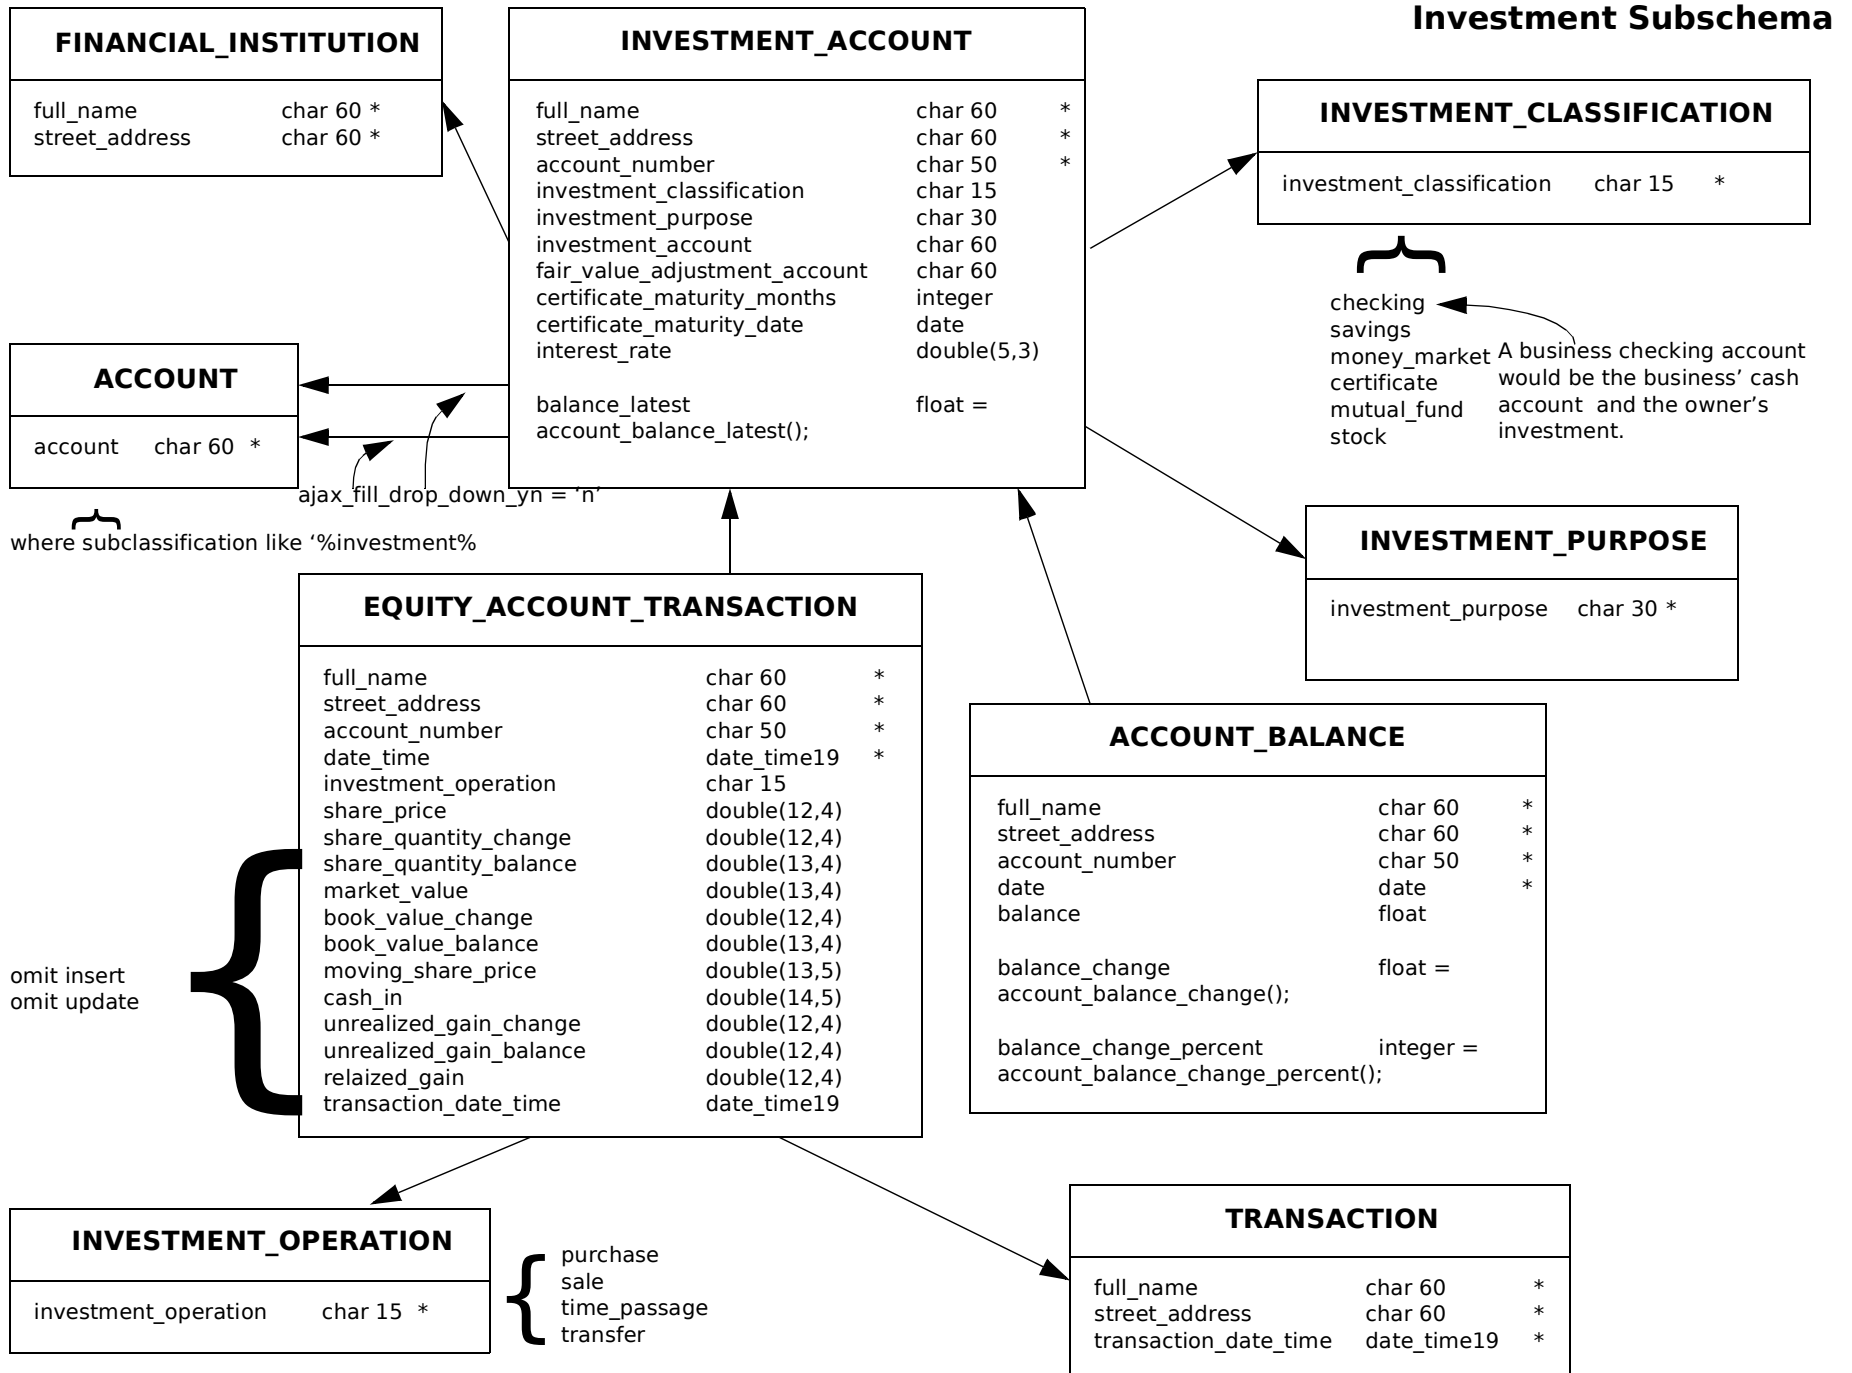 Investment Subschema
FINANCIAL_INSTITUTION
full_name char 60 *
street_address char 60 *
INVESTMENT_ACCOUNT
full_name char 60 *
street_address char 60 *
account_number char 50 *
investment_classification char 15
investment_purpose char 30
investment_account char 60
fair_value_adjustment_account char 60
certificate_maturity_months integer
certificate_maturity_date date
interest_rate double(5,3)
balance_latest float =
account_balance_latest();
INVESTMENT_CLASSIFICATION
investment_classification char 15 *
checking
savings
money_market
certificate
mutual_fund
stock
A business checking account
would be the business’ cash
account and the owner’s
investment.
ACCOUNT
account char 60 *
ajax_fill_drop_down_yn = ‘n’
where subclassification like ‘%investment%
INVESTMENT_PURPOSE
investment_purpose char 30 *
EQUITY_ACCOUNT_TRANSACTION
full_name char 60 *
street_address char 60 *
account_number char 50 *
date_time date_time19 *
investment_operation char 15
share_price double(12,4)
share_quantity_change double(12,4)
share_quantity_balance double(13,4)
market_value double(13,4)
book_value_change double(12,4)
book_value_balance double(13,4)
moving_share_price double(13,5)
cash_in double(14,5)
unrealized_gain_change double(12,4)
unrealized_gain_balance double(12,4)
relaized_gain double(12,4)
transaction_date_time date_time19
omit insert
omit update
ACCOUNT_BALANCE
full_name char 60 *
street_address char 60 *
account_number char 50 *
date date *
balance float
balance_change float =
account_balance_change();
balance_change_percent integer =
account_balance_change_percent();
INVESTMENT_OPERATION
investment_operation char 15 *
purchase
sale
time_passage
transfer
TRANSACTION
full_name char 60 *
street_address char 60 *
transaction_date_time date_time19 *